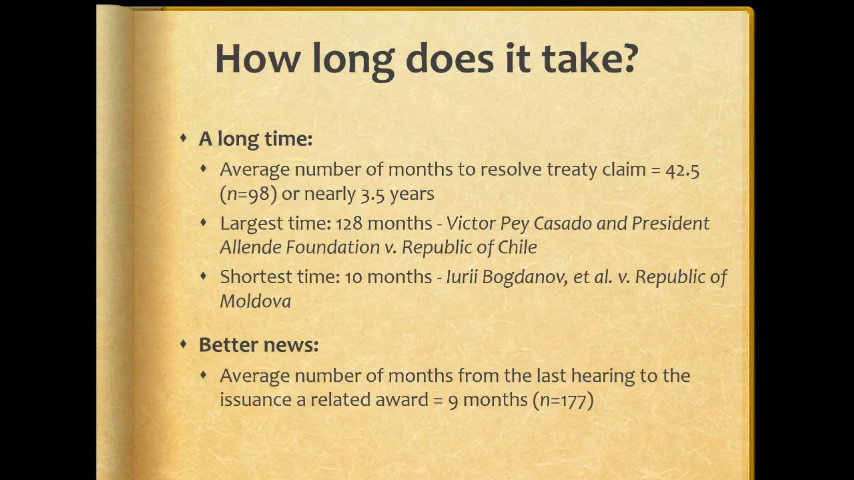 How long does it take?
A long time:
Average number of months to resolve treaty claim = 42.5
(n=98) or nearly 3.5 years
Largest time: 128 months - Victor Pey Casado and President
Allende Foundation v. Republic of Chile
Shortest time: 10 months - Iurii Bogdanov, et al. v. Republic of
Moldova
Better news:
Average number of months from the last hearing to the
issuance a related award = 9 months (n=177)